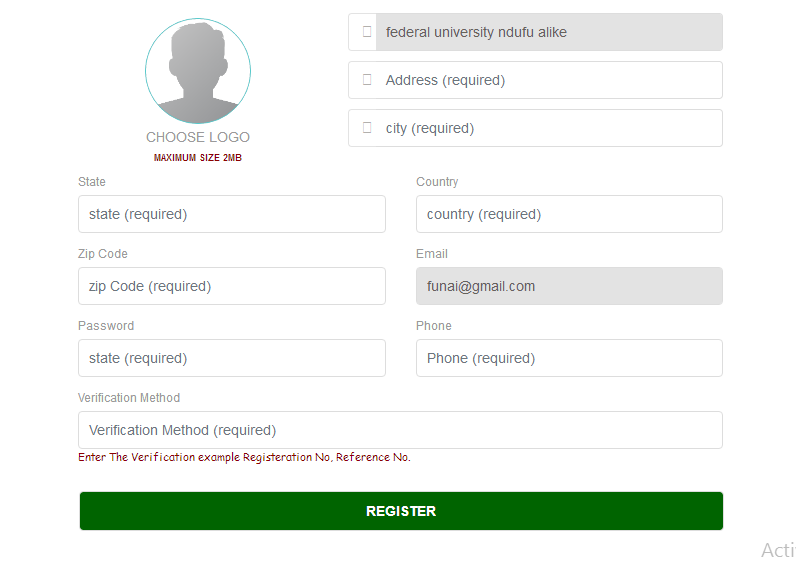 federal university ndufu alike
Address (required)
city (required)
CHOOSE LOGO
MAXIMUM SIZE 2MB
State
Country
state (required)
country (required)
Zip Code
Email
zip Code (required)
funai@gmail.com
Password
Phone
state (required)
Phone (required)
Verification Method
Verification Method (required)
Enter The Verification example Registeration No, Reference No.
REGISTER
Acti